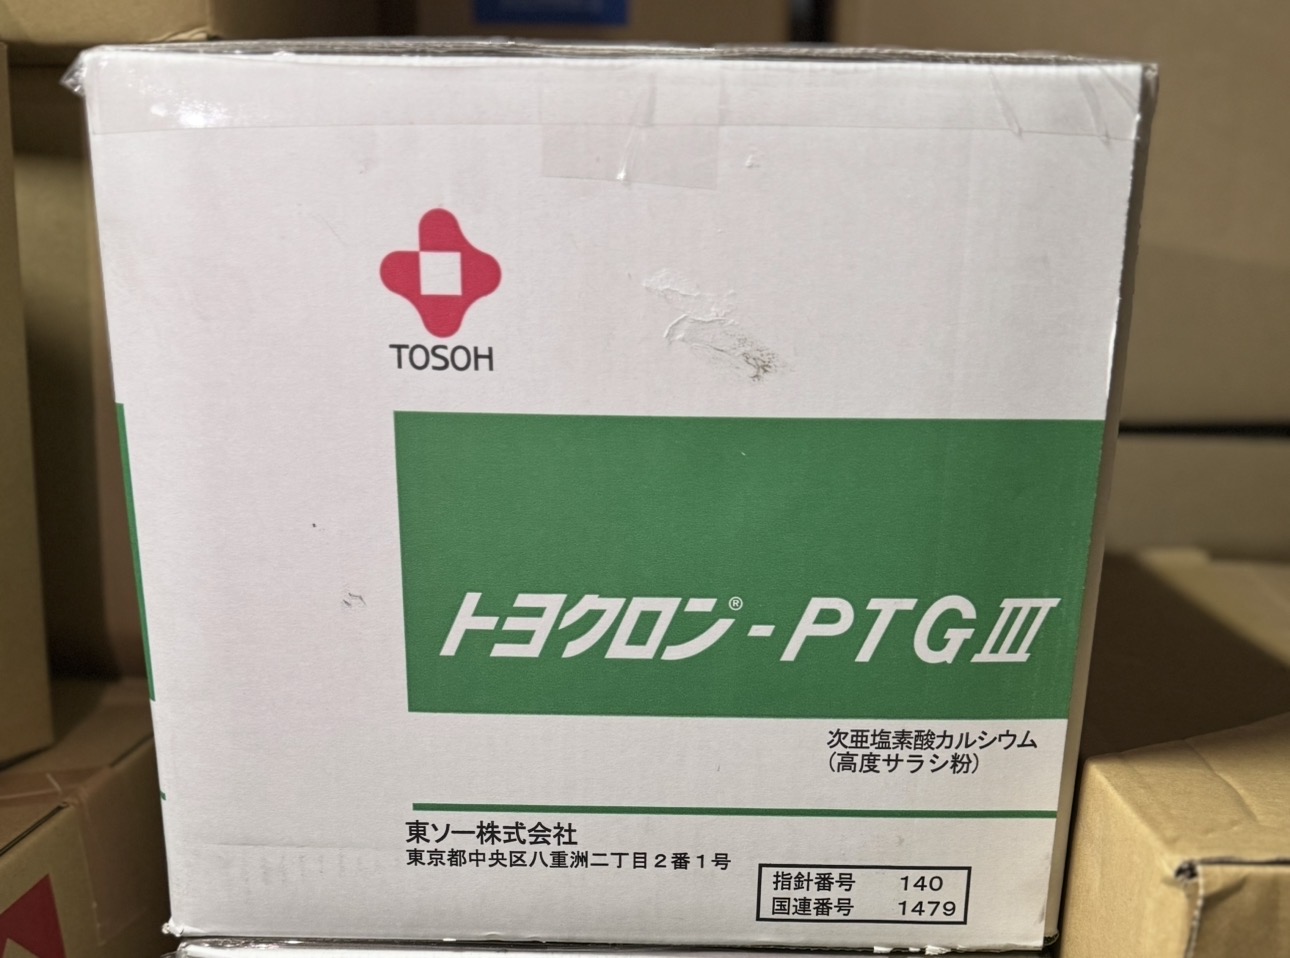 TOSOH
トヨクロン®-PTGⅢ
次亜塩素酸カルシウム
(高度サラシ粉)
東ソー株式会社
東京都中央区八重洲二丁目2番1号
指針番号 140
国連番号 1479